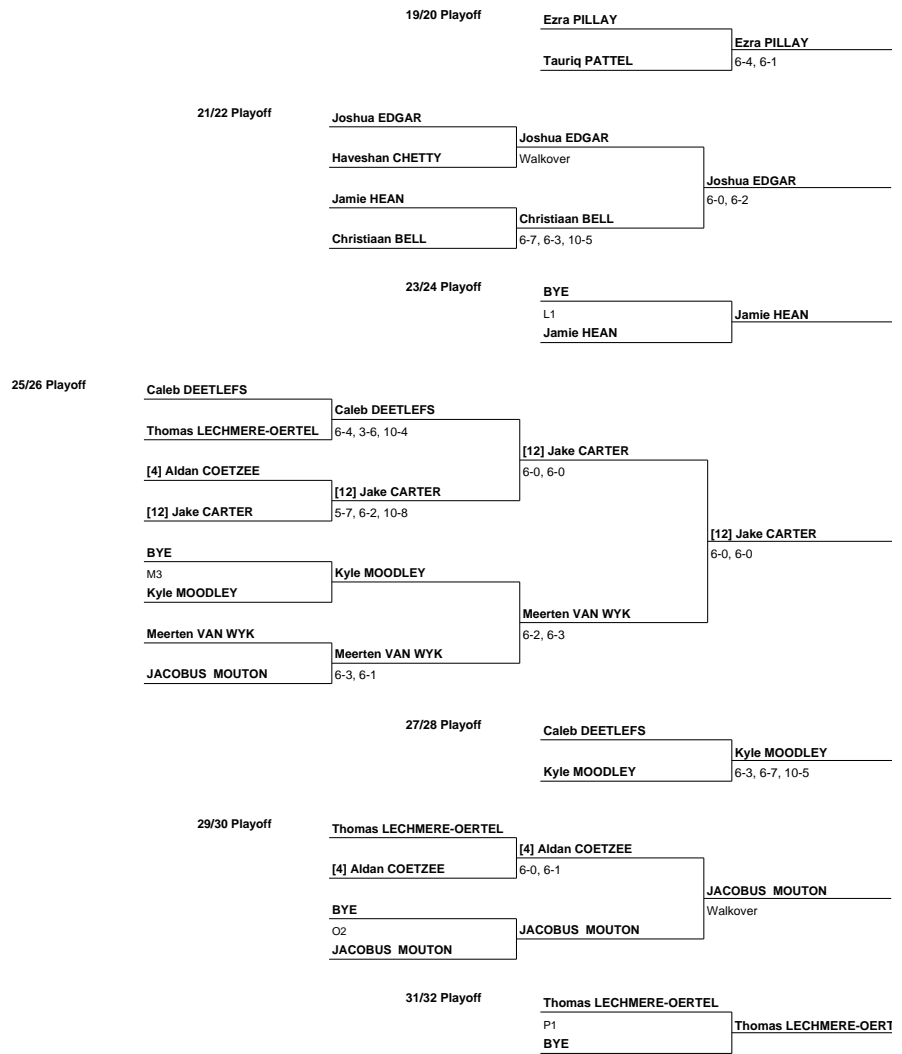 19/20 Playoff
Ezra PILLAY
Ezra PILLAY
Tauriq PATTEL
6-4, 6-1
21/22 Playoff
Joshua EDGAR
Joshua EDGAR
Haveshan CHETTY
Walkover
Joshua EDGAR
Jamie HEAN
6-0, 6-2
Christiaan BELL
Christiaan BELL
6-7, 6-3, 10-5
23/24 Playoff
BYE
L1
Jamie HEAN
Jamie HEAN
25/26 Playoff
Caleb DEETLEFS
Caleb DEETLEFS
Thomas LECHMERE-OERTEL
6-4, 3-6, 10-4
[12] Jake CARTER
[4] Aldan COETZEE
6-0, 6-0
[12] Jake CARTER
[12] Jake CARTER
5-7, 6-2, 10-8
[12] Jake CARTER
BYE
6-0, 6-0
M3
Kyle MOODLEY
Kyle MOODLEY
Meerten VAN WYK
Meerten VAN WYK
6-2, 6-3
Meerten VAN WYK
JACOBUS MOUTON
6-3, 6-1
27/28 Playoff
Caleb DEETLEFS
Kyle MOODLEY
Kyle MOODLEY
6-3, 6-7, 10-5
29/30 Playoff
Thomas LECHMERE-OERTEL
[4] Aldan COETZEE
[4] Aldan COETZEE
6-0, 6-1
JACOBUS MOUTON
BYE
Walkover
O2
JACOBUS MOUTON
JACOBUS MOUTON
31/32 Playoff
Thomas LECHMERE-OERTEL
P1
Thomas LECHMERE-OERT
BYE